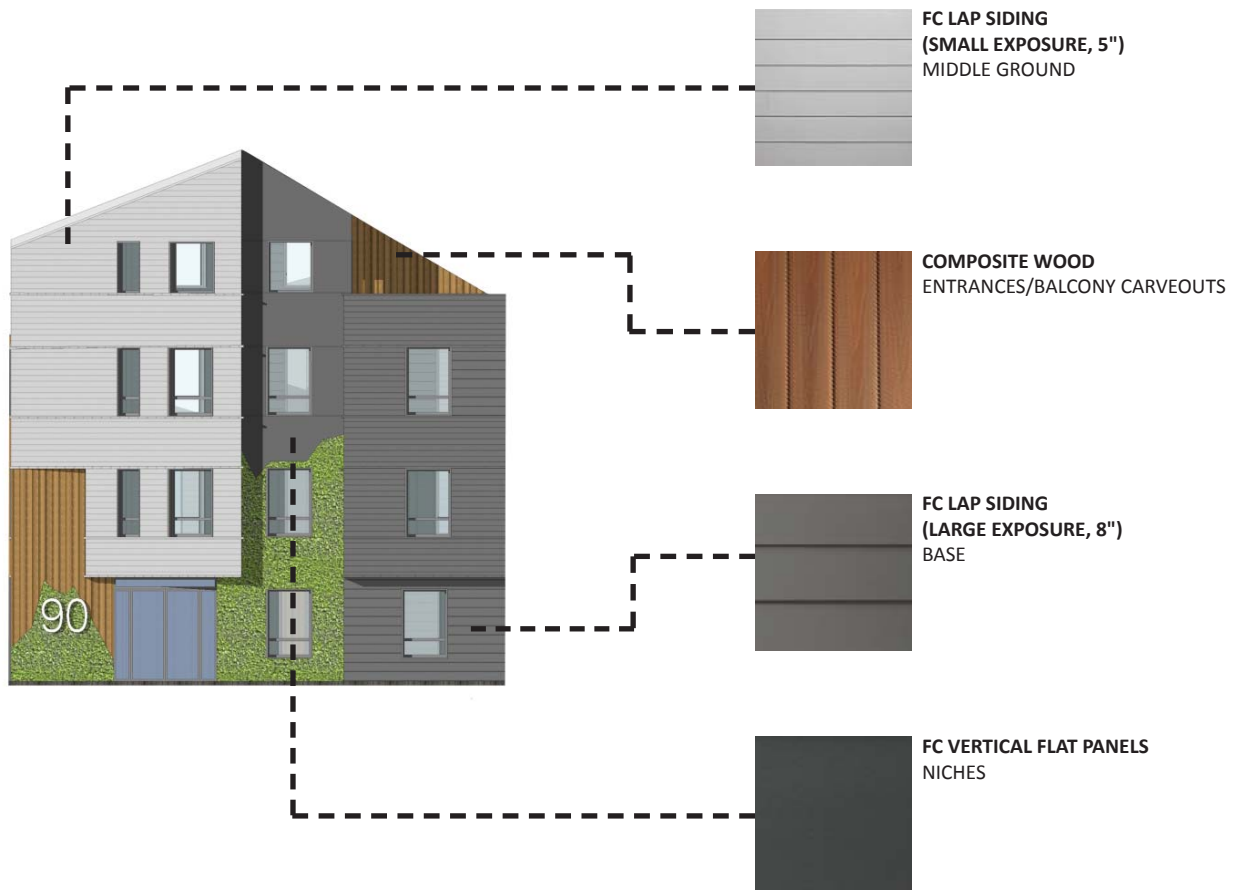 FC LAP SIDING
(SMALL EXPOSURE, 5")
MIDDLE GROUND
COMPOSITE WOOD
ENTRANCES/BALCONY CARVEOUTS
FC LAP SIDING
(LARGE EXPOSURE, 8")
BASE
90
FC VERTICAL FLAT PANELS
NICHES